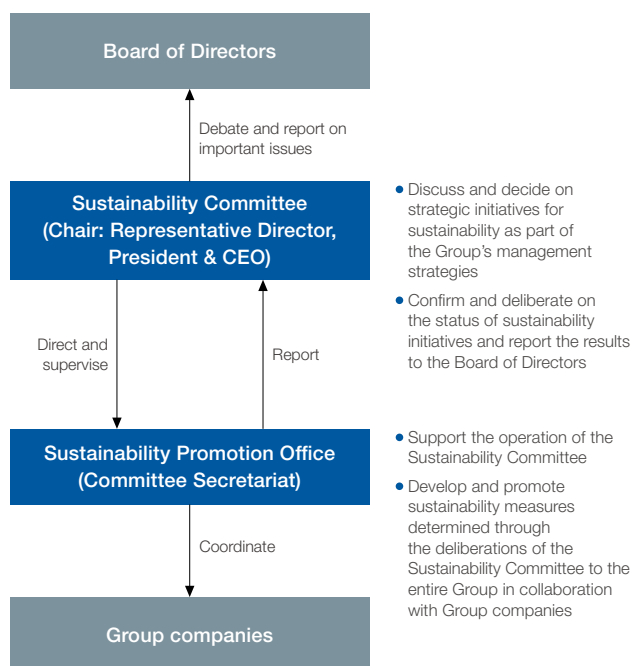 Board of Directors
Debate and report on
important issues
Sustainability Committee
(Chair: Representative Director,
President & CEO)
• Discuss and decide on
strategic initiatives for
sustainability as part of
the Group’s management
strategies
• Confirm and deliberate on
the status of sustainability
initiatives and report the results
to the Board of Directors
Direct and
supervise
Report
Sustainability Promotion Office
(Committee Secretariat)
• Support the operation of the
Sustainability Committee
• Develop and promote
sustainability measures
determined through
the deliberations of the
Sustainability Committee to the
entire Group in collaboration
with Group companies
Coordinate
Group companies